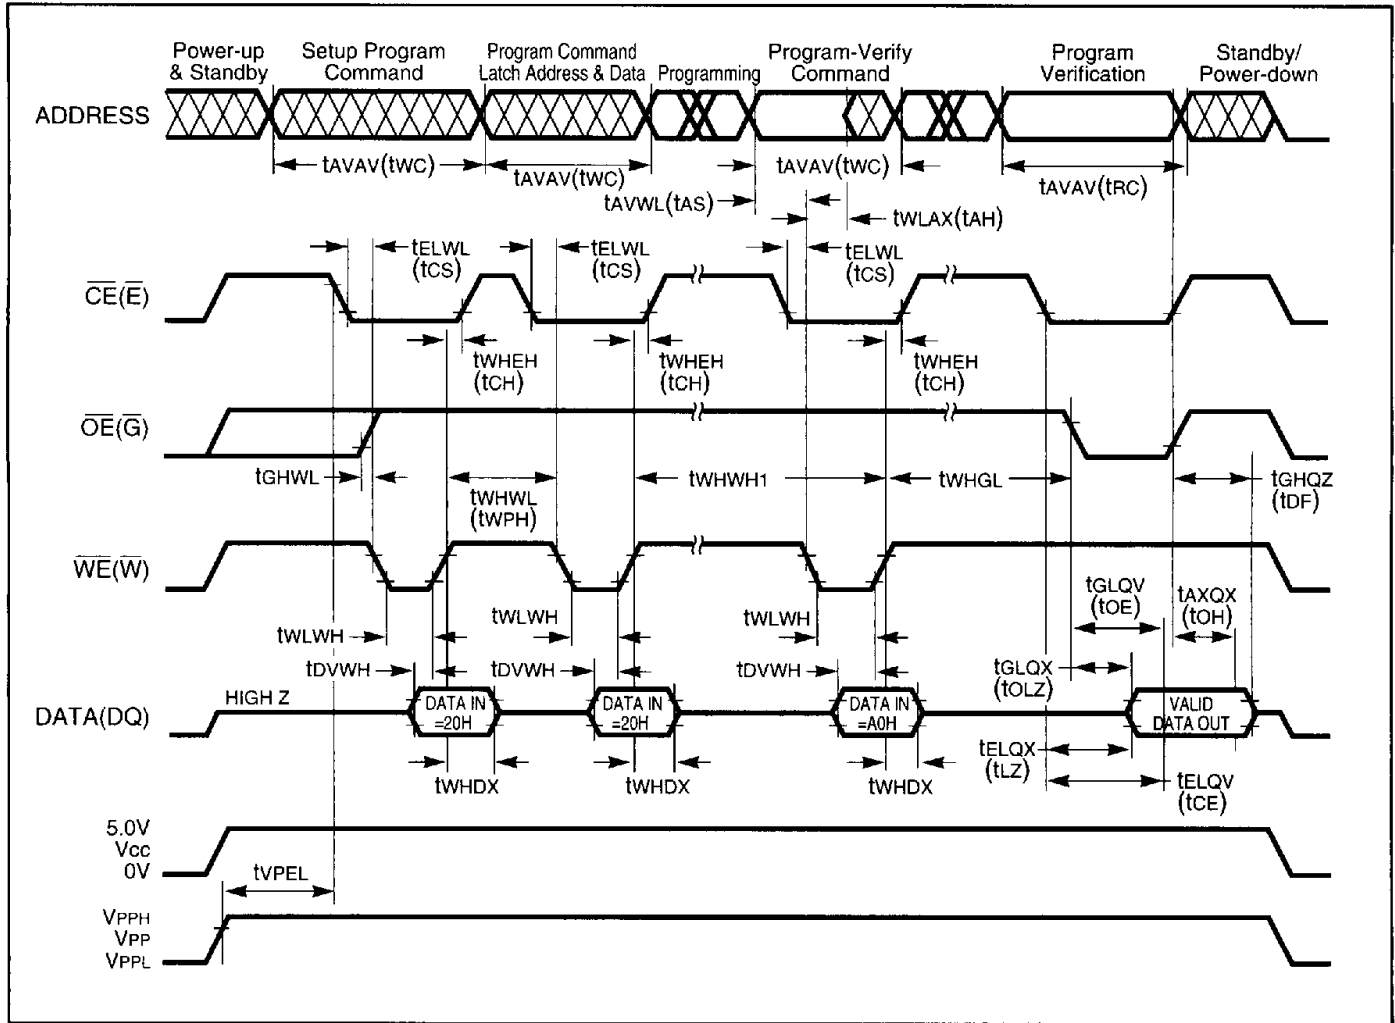 Power-up & Standby
Setup Program Command
Program Command Latch Address & Data
Programming
Program-Verify Command
Program Verification
Standby/ Power-down
ADDRESS
tAVAV(tWC)
tAVAV(tWC)
tAVAV(tWC)
tAVAV(tRC)
tAVWL(tAS)
tWLAX(tAH)
tELWL (tCS)
tELWL (tCS)
tELWL (tCS)
CE(E)
tWHEH (tCH)
tWHEH (tCH)
tWHEH (tCH)
OE(G)
tGHWL
tWHWL (tWPH)
tWHWH1
tWHGL
tGHQZ (tDF)
WE(W)
tWLWH
tWLWH
tWLWH
tGLQV (tOE)
tAXQX (tOH)
tDVWH
tDVWH
tDVWH
tGLQX (tOLZ)
DATA(DQ)
HIGH Z
DATA IN =20H
DATA IN =20H
DATA IN =A0H
VALID DATA OUT
tWHDX
tWHDX
tWHDX
tELQX (tLZ)
tELQV (tCE)
5.0V
Vcc
0V
tVPEL
VPPH
VPP
VPPL